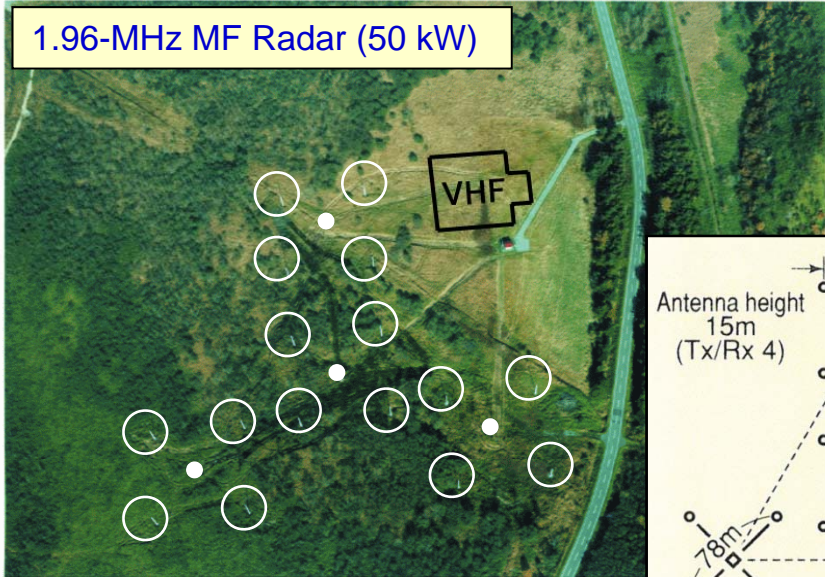 1.96-MHz MF Radar (50 kW)
VHF
Antenna height
15m
(Tx/Rx 4)
78m